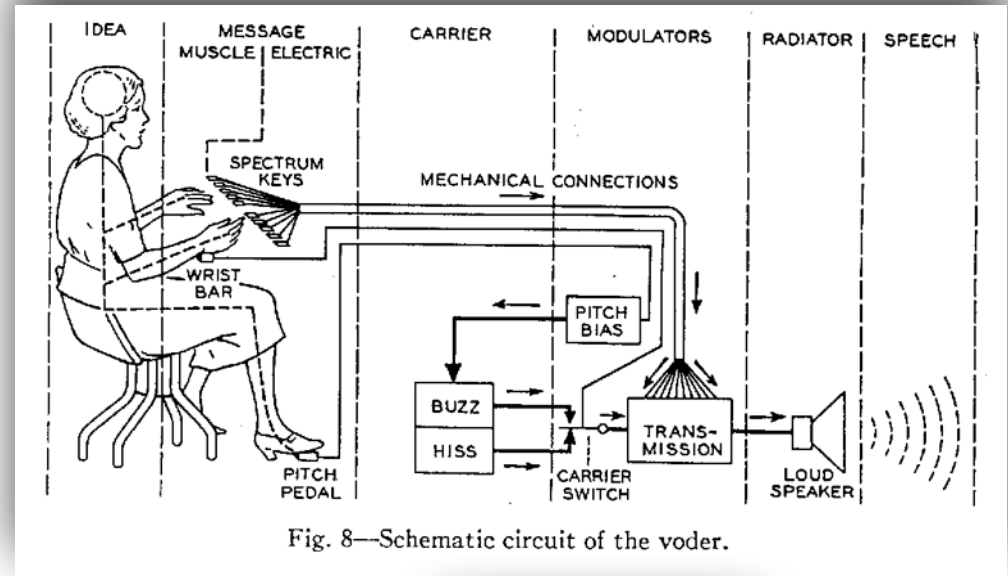 IDEA
MESSAGE
MUSCLE ELECTRIC
CARRIER
MODULATORS
RADIATOR
SPEECH
SPECTRUM
KEYS
MECHANICAL CONNECTIONS
WRIST
BAR
PITCH
BIAS
BUZZ
HISS
TRANS-
MISSION
CARRIER
SWITCH
LOUD
SPEAKER
PITCH
PEDAL
Fig. 8—Schematic circuit of the voder.